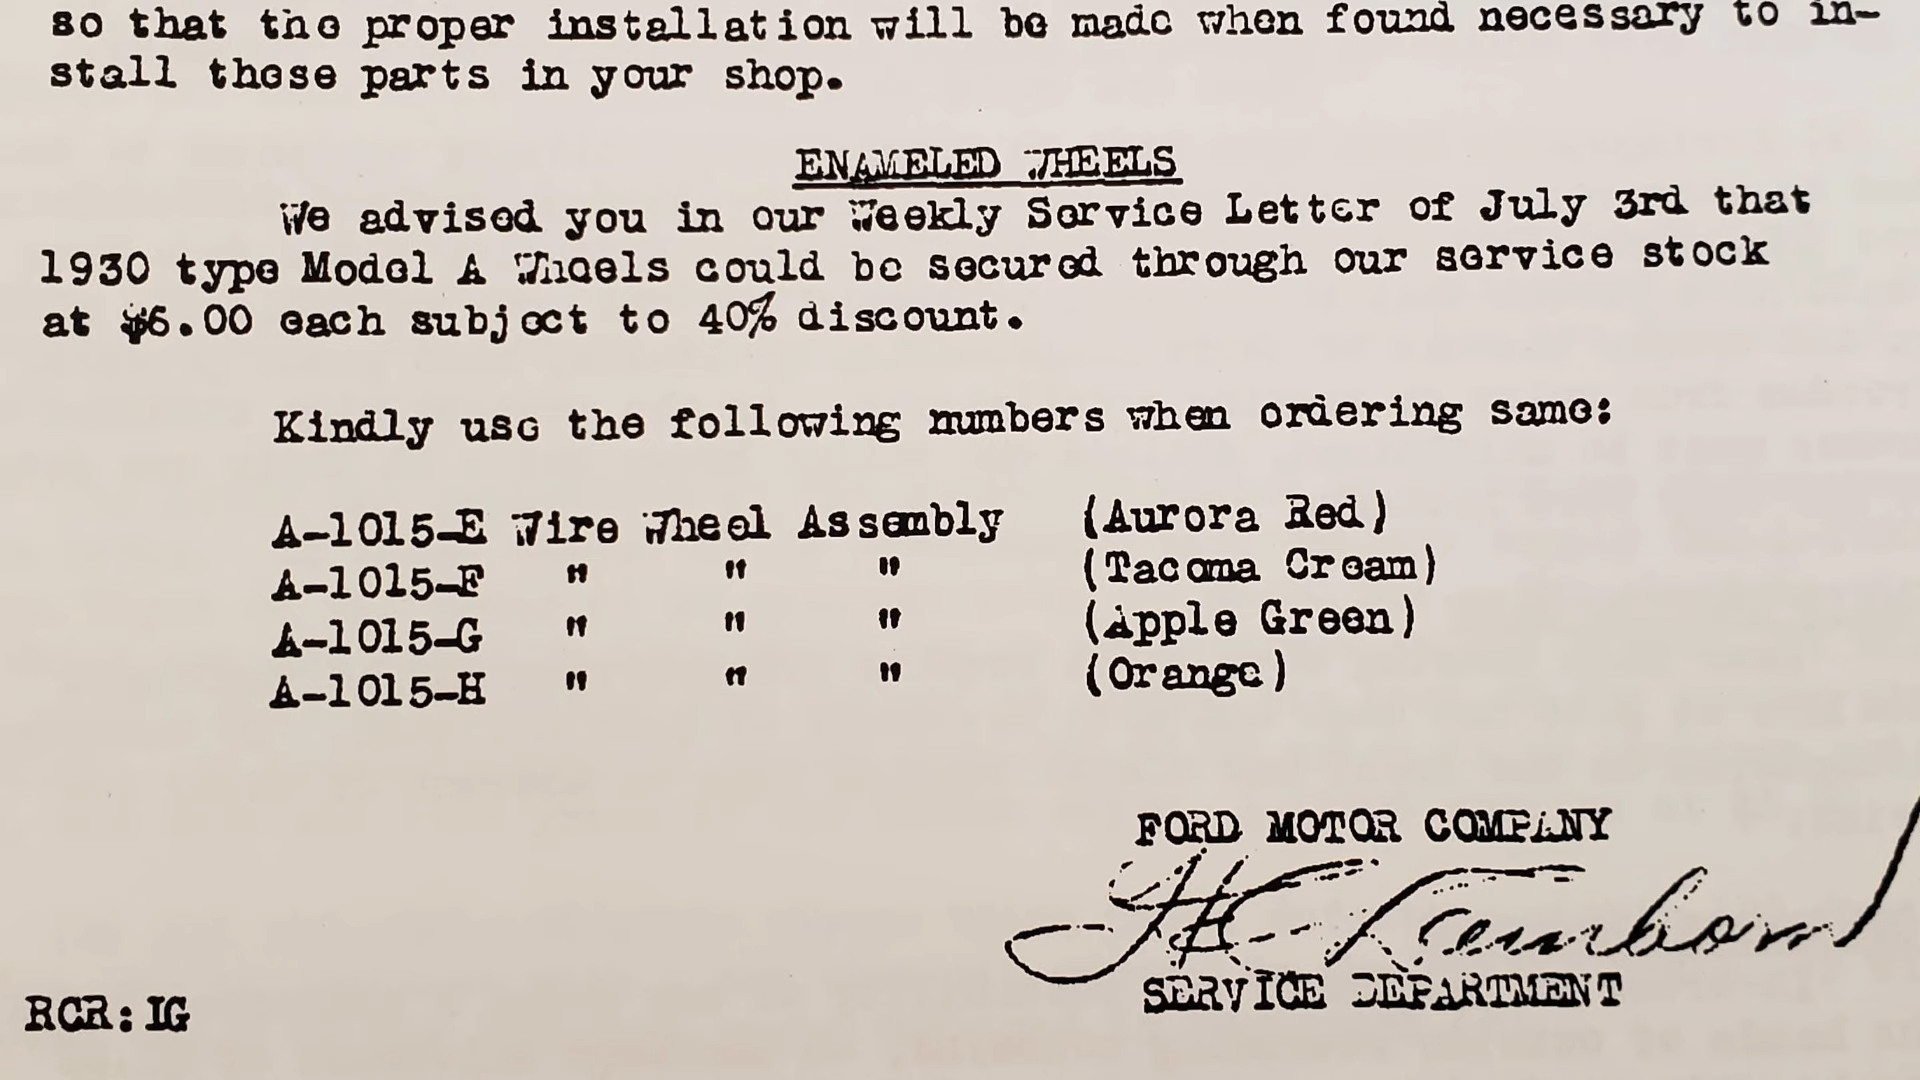 so that the proper installation will be made when found necessary to in-
stall these parts in your shop.
ENAMELED WHEELS
We advised you in our Weekly Service Letter of July 3rd that
1930 type Model A Wheels could be secured through our service stock
at $6.00 each subject to 40% discount.
Kindly use the following numbers when ordering same:
A-1015-E Wire Wheel Assembly (Aurora Red)
A-1015-F " " " (Tacoma Cream)
A-1015-G " " " (Apple Green)
A-1015-H " " " (Orange)
FORD MOTOR COMPANY
SERVICE DEPARTMENT
RCR:IG